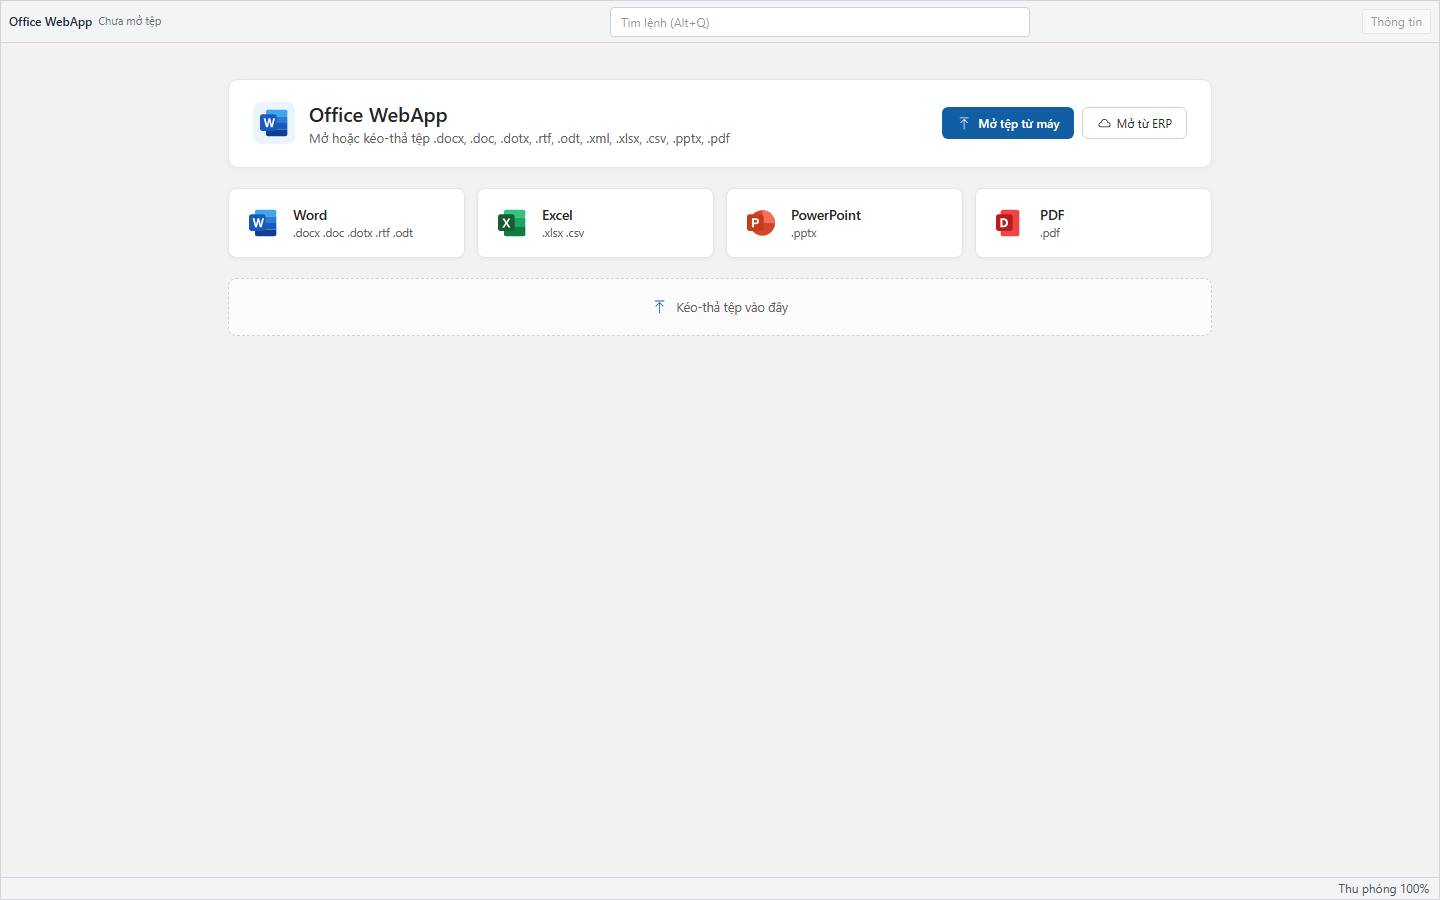 Office WebApp Chưa mở tệp
Tìm lệnh (Alt+Q)
Thông tin
Office WebApp
Mở hoặc kéo-thả tệp .docx, .doc, .dotx, .rtf, .odt, .xml, .xlsx, .csv, .pptx, .pdf
Mở tệp từ máy
Mở từ ERP
Word
.docx .doc .dotx .rtf .odt
Excel
.xlsx .csv
PowerPoint
.pptx
PDF
.pdf
Kéo-thả tệp vào đây
Thu phóng 100%